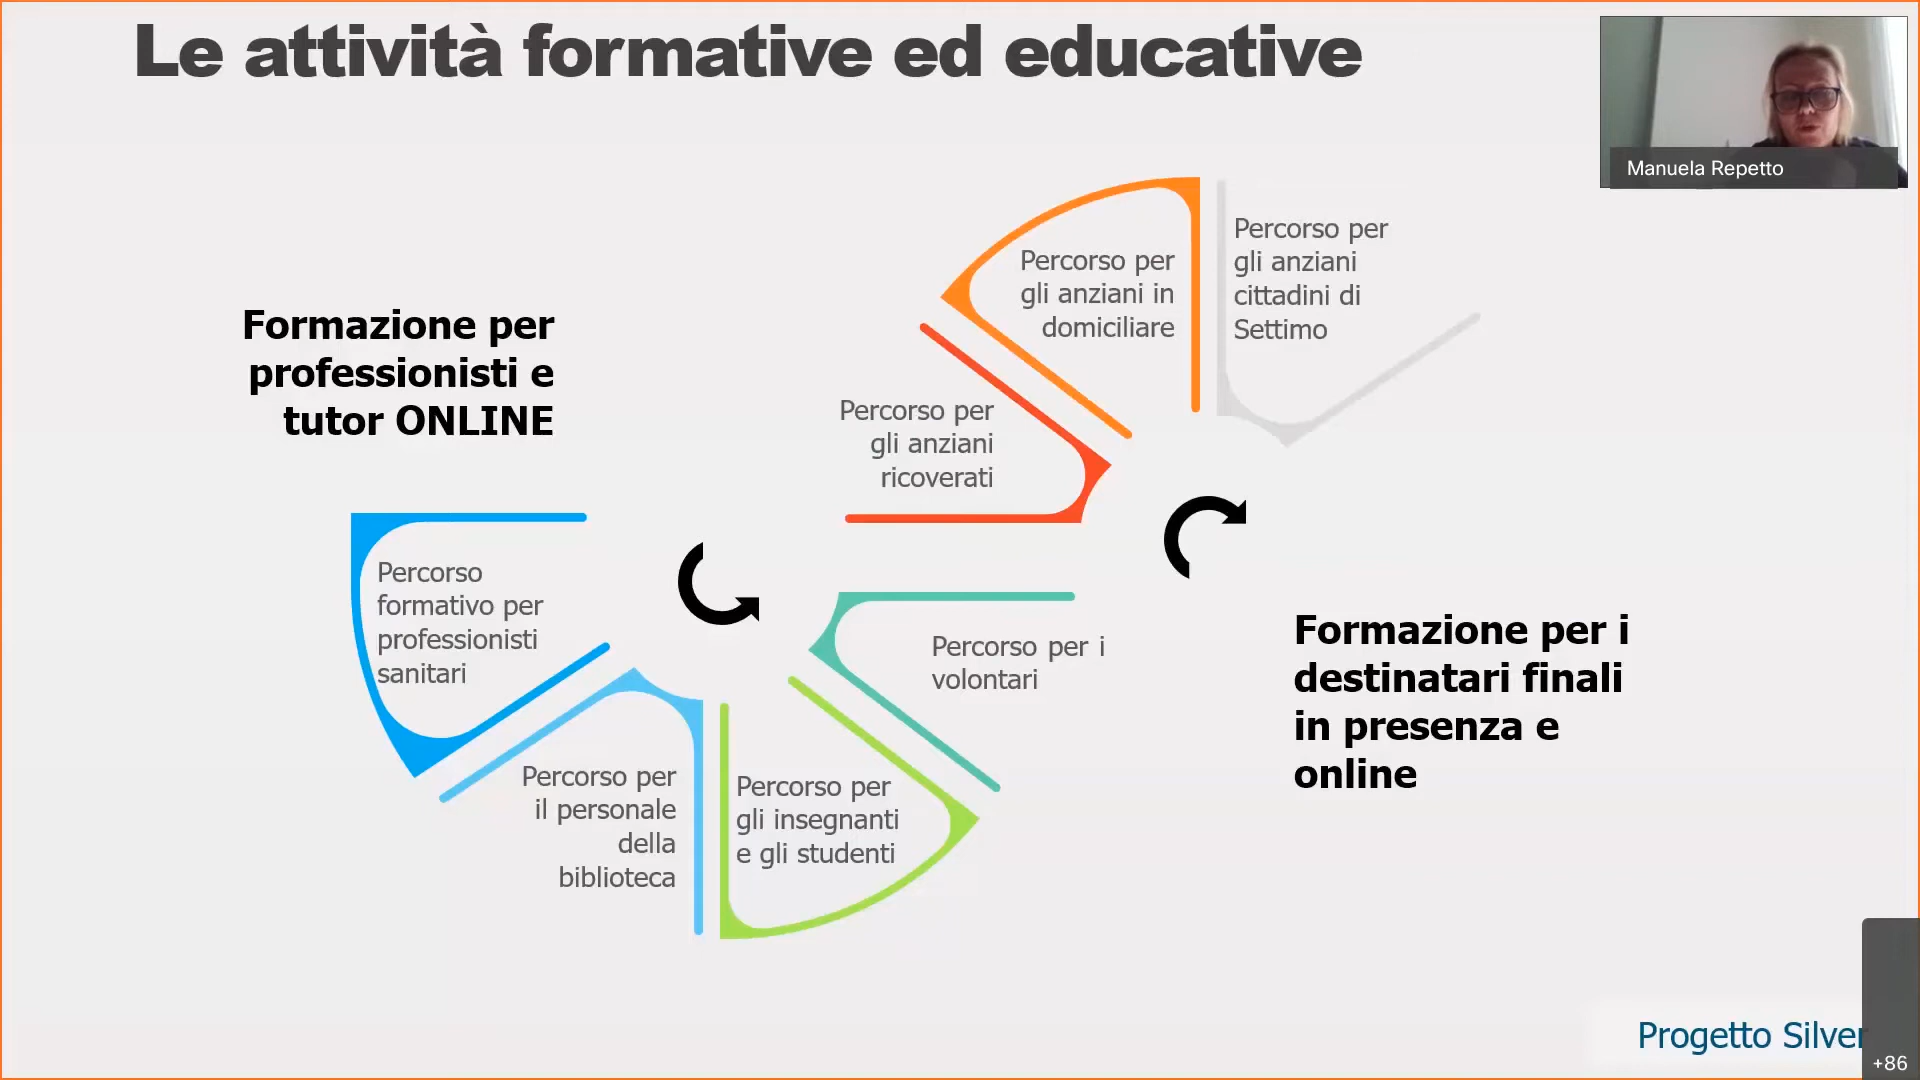 Le attività formative ed educative
Manuela Repetto
Percorso per
gli anziani
cittadini di
Settimo
Percorso per
gli anziani in
domiciliare
Formazione per
professionisti e
tutor ONLINE
Percorso per
gli anziani
ricoverati
Percorso
formativo per
professionisti
sanitari
Percorso per i
volontari
Formazione per i
destinatari finali
in presenza e
online
Percorso per
il personale
della
biblioteca
Percorso per
gli insegnanti
e gli studenti
Progetto Silver
+86